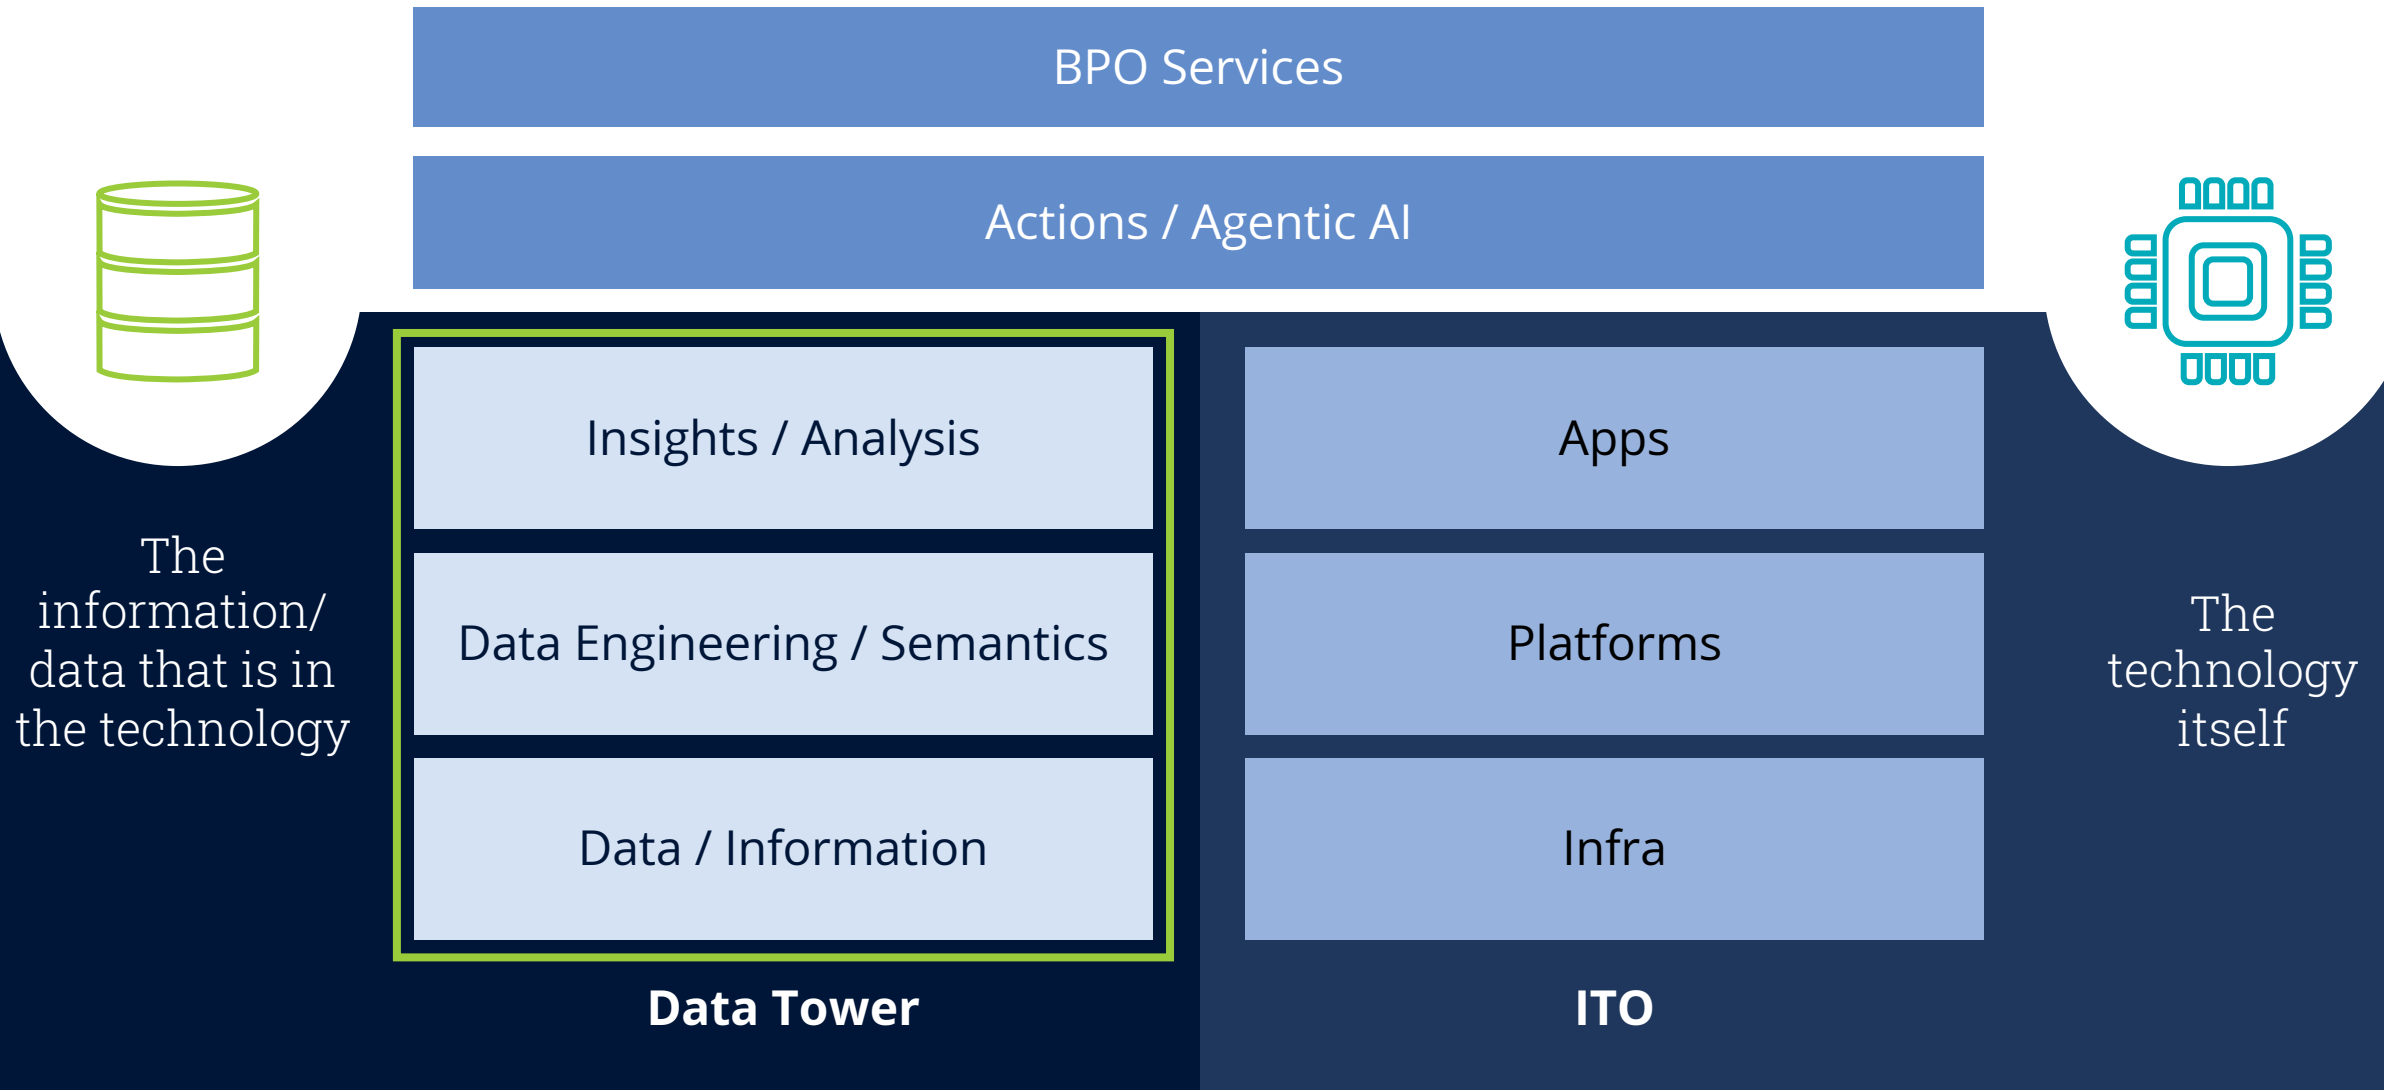 BPO Services
Actions / Agentic AI
Insights / Analysis
Apps
The
information/
data that is in
the technology
Data Engineering / Semantics
Platforms
The
technology
itself
Data / Information
Infra
Data Tower
ITO